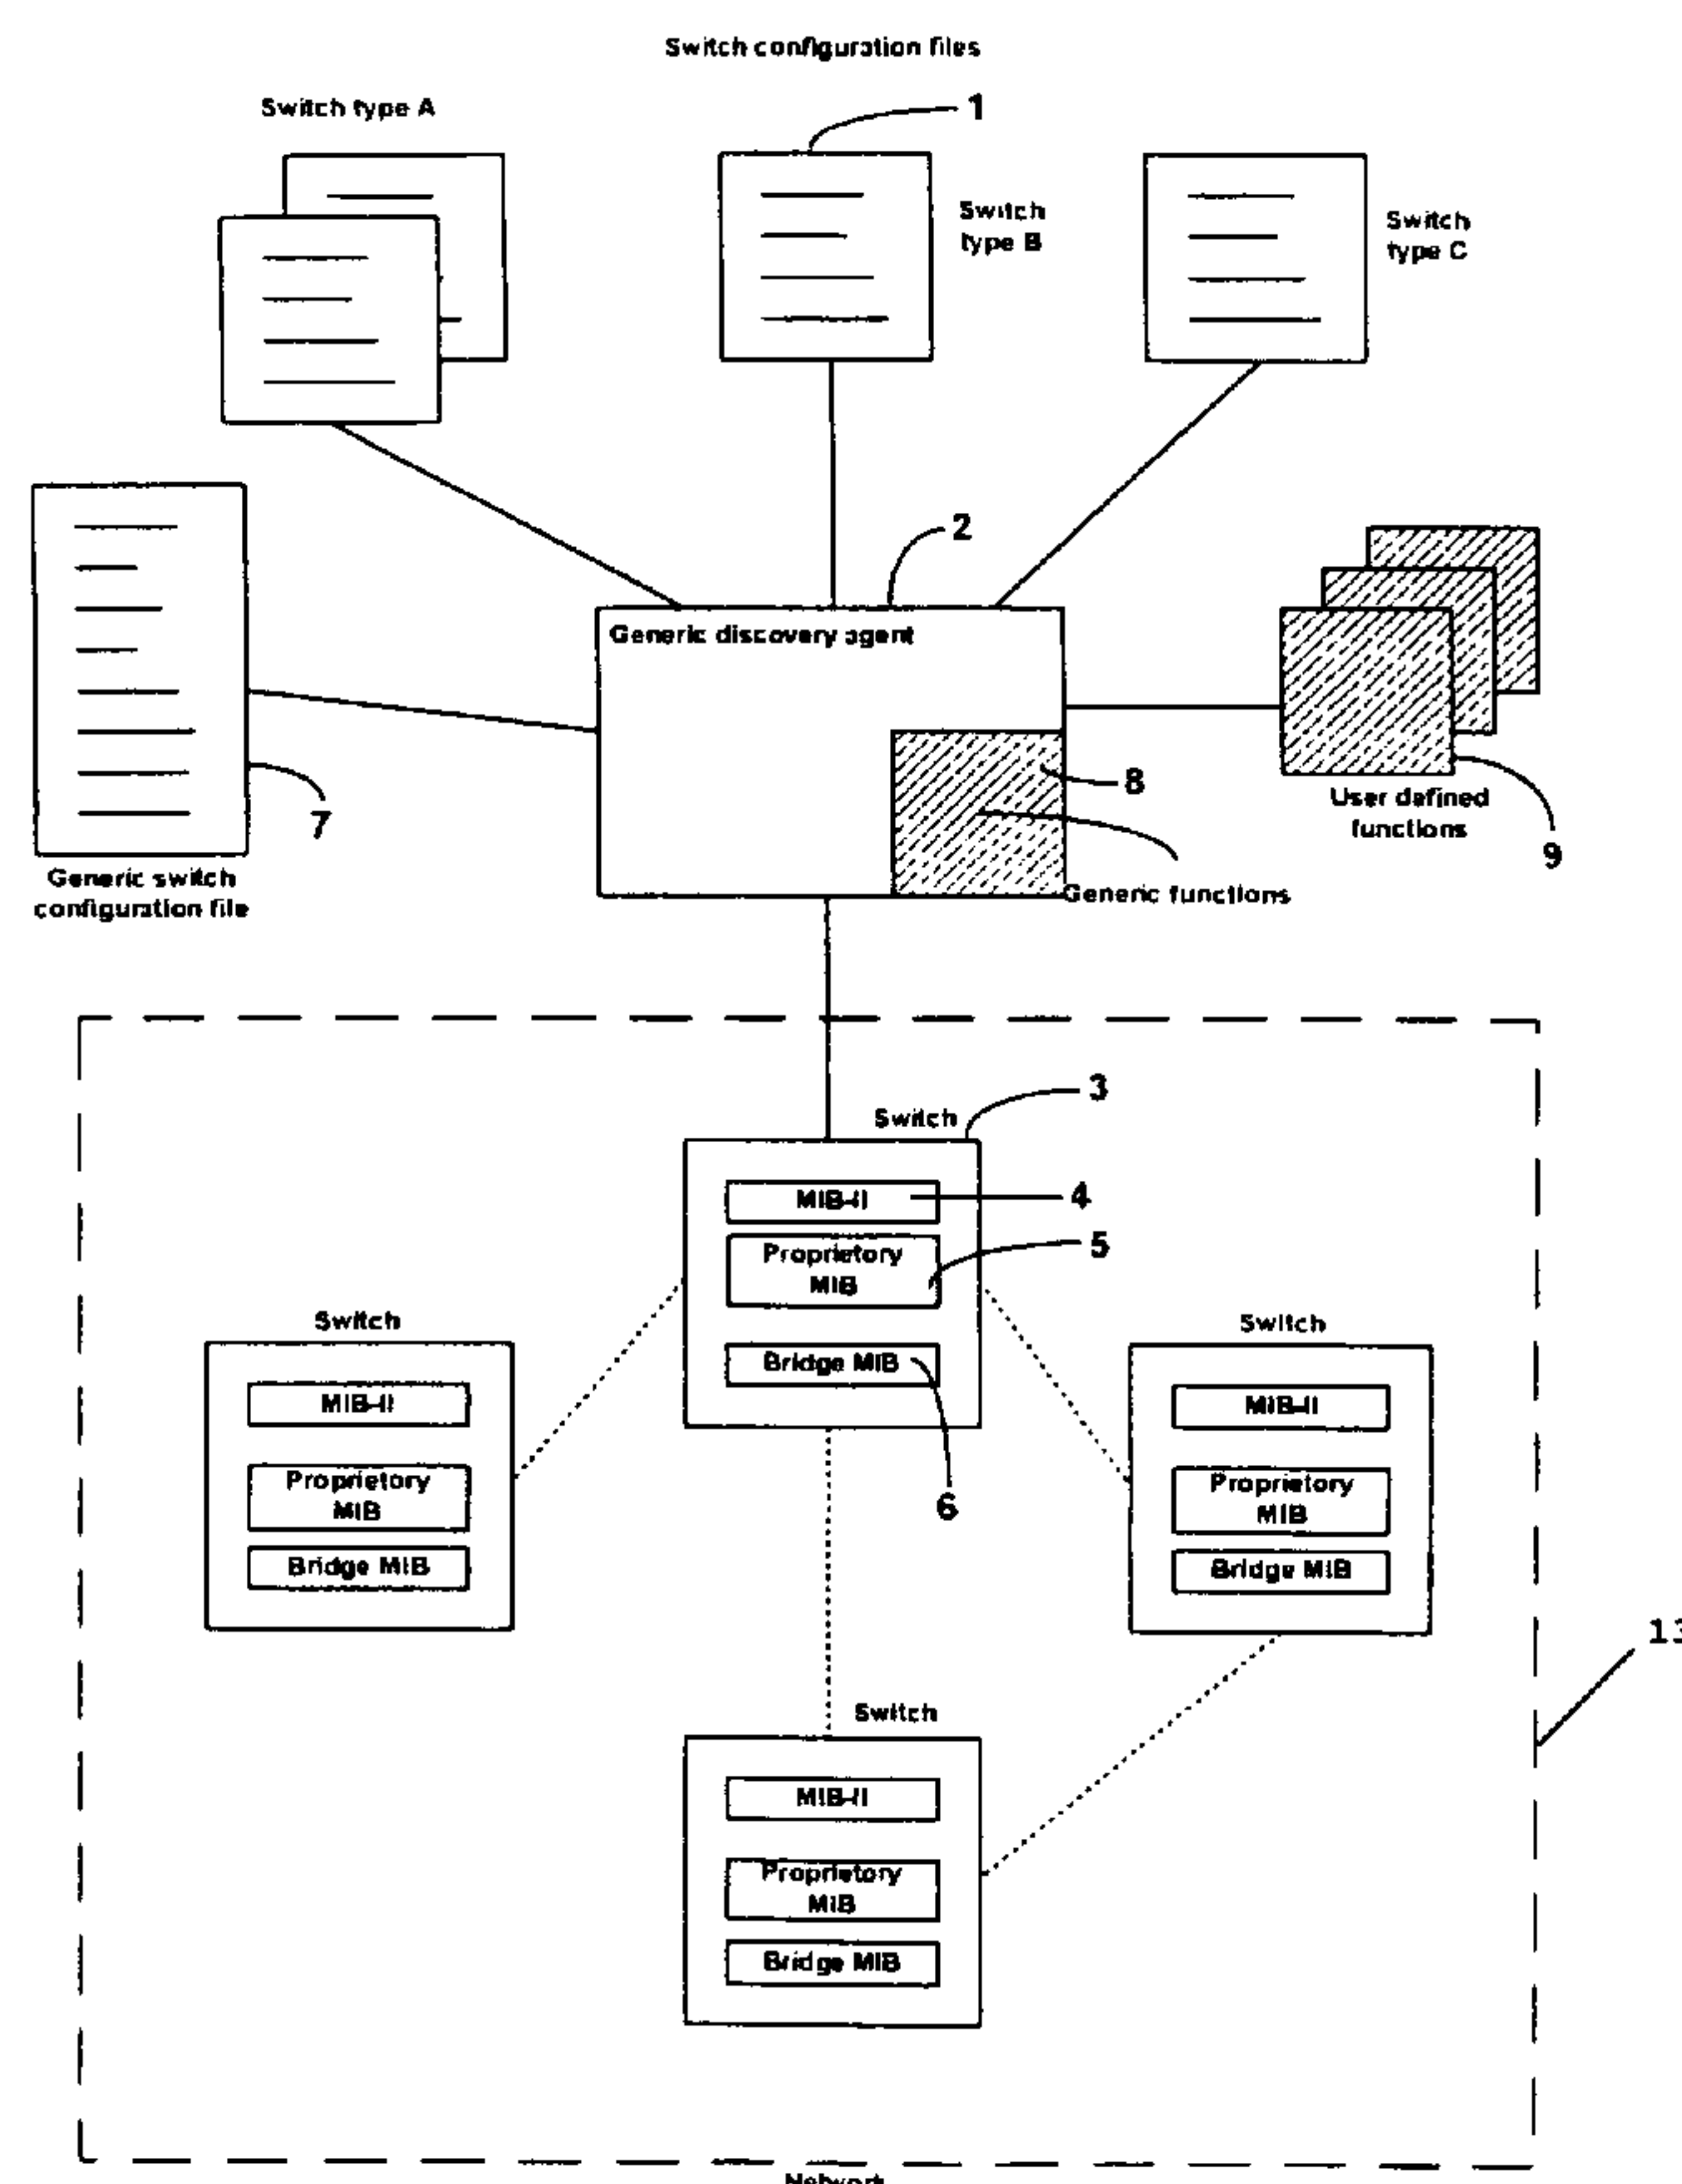 Switch configuration files
Switch type A
1
Switch
type B
Switch
type C
2
Generic discovery agent
8
7
User defined
functions
9
Generic switch
configuration file
Generic functions
3
Switch
MIB-II
4
Proprietory
MIB
5
Bridge MIB
6
Switch
MIB-II
Proprietory
MIB
Bridge MIB
Switch
MIB-II
Proprietory
MIB
Bridge MIB
13
Switch
MIB-II
Proprietory
MIB
Bridge MIB
Network